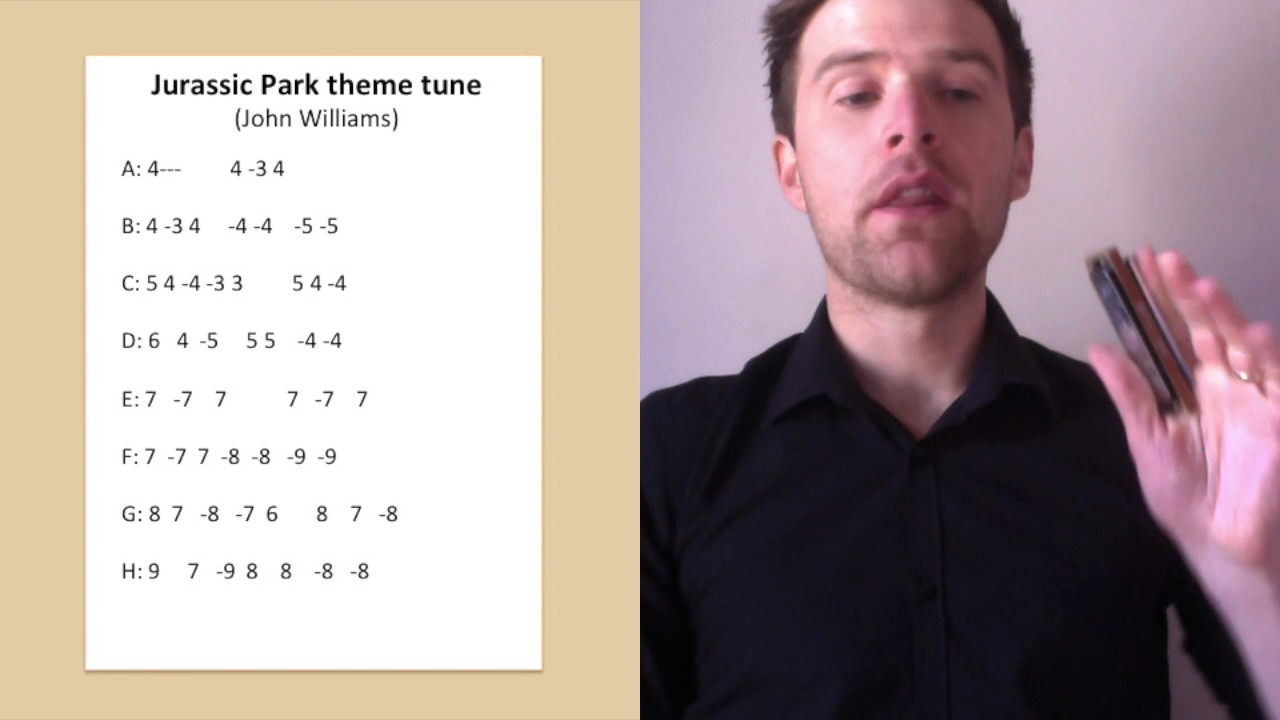 Jurassic Park theme tune
(John Williams)
A: 4--- 4 -3 4
B: 4 -3 4 -4 -4 -5 -5
C: 5 4 -4 -3 3 5 4 -4
D: 6 4 -5 5 5 -4 -4
E: 7 -7 7 7 -7 7
F: 7 -7 7 -8 -8 -9 -9
G: 8 7 -8 -7 6 8 7 -8
H: 9 7 -9 8 8 -8 -8